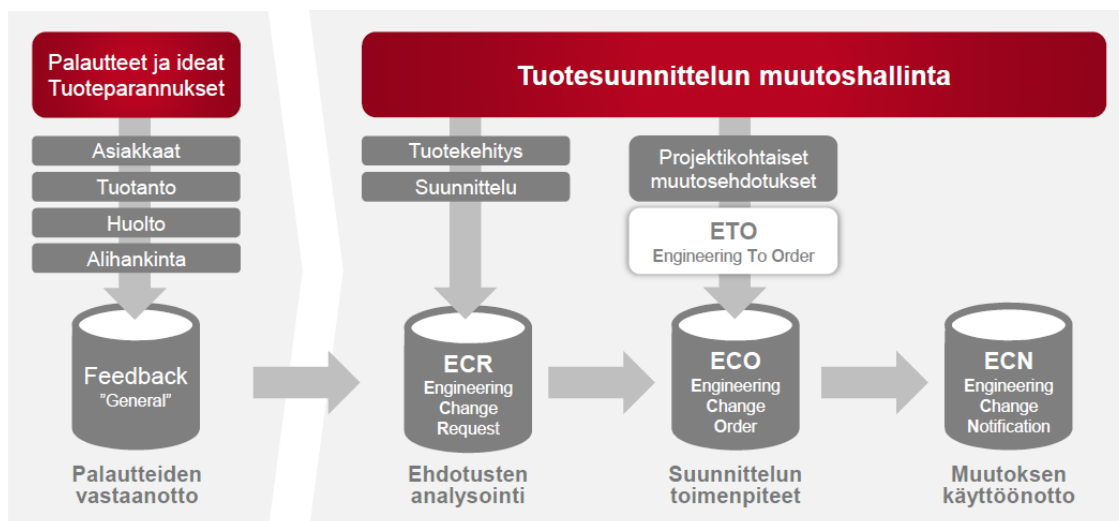 Palautteet ja ideat
Tuoteparannukset
Asiakkaat
Tuotanto
Huolto
Alihankinta
Feedback
"General"
Palautteiden
vastaanotto
Tuotesuunnittelun muutoshallinta
Tuotekehitys
Suunnittelu
ECR
Engineering
Change
Request
Ehdotusten
analysointi
Projektikohtaiset
muutosehdotukset
ETO
Engineering To Order
ECO
Engineering
Change
Order
Suunnittelun
toimenpiteet
ECN
Engineering
Change
Notification
Muutoksen
käyttöönotto